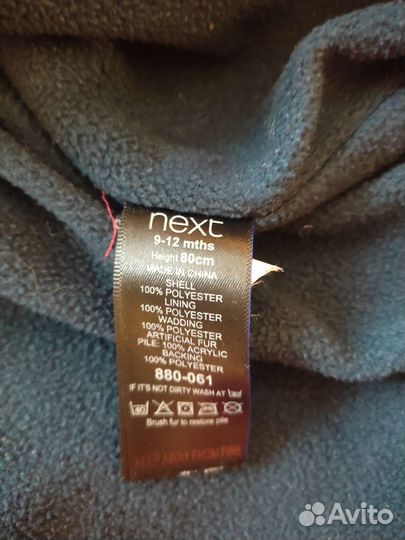 next
9-12 mths
Height 80cm
MADE IN CHINA
SHELL
100% POLYESTER
LINING
100% POLYESTER
WADDING
100% POLYESTER
ARTIFICIAL FUR
PILE: 100% ACRYLIC
BACKING
100% POLYESTER
880-061
IF IT'S NOT DIRTY WASH AT
Brush fur to restore pile
KEEP AWAY FROM FIRE
Avito